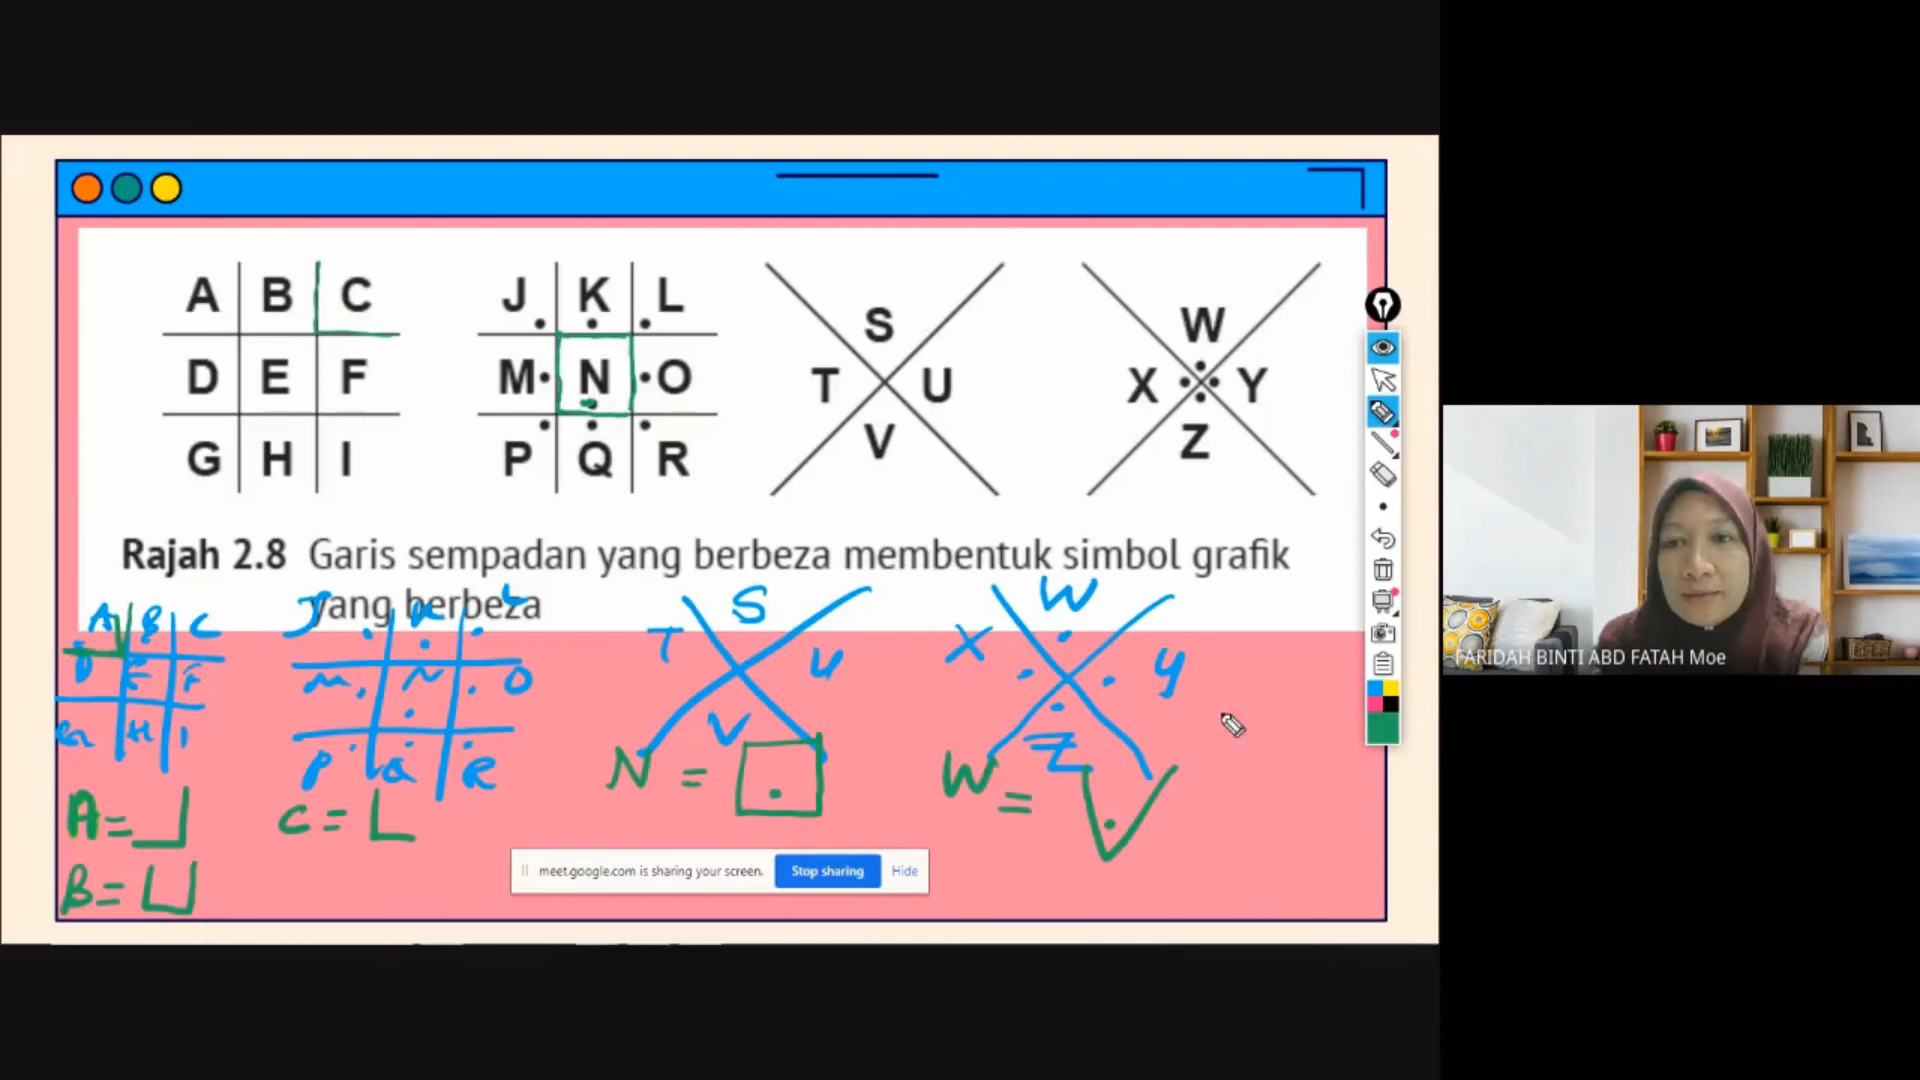 A B C J K L S W
D E F M N O T U X Y
G H I P Q R V Z
Rajah 2.8 Garis sempadan yang berbeza membentuk simbol grafik
yang berbeza
A B C J K L S W
D E F M N O T U X Y
G H I P Q R V Z
A =
B =
C =
N =
W =
meet.google.com is sharing your screen. Stop sharing Hide
FARIDAH BINTI ABD FATAH Moe